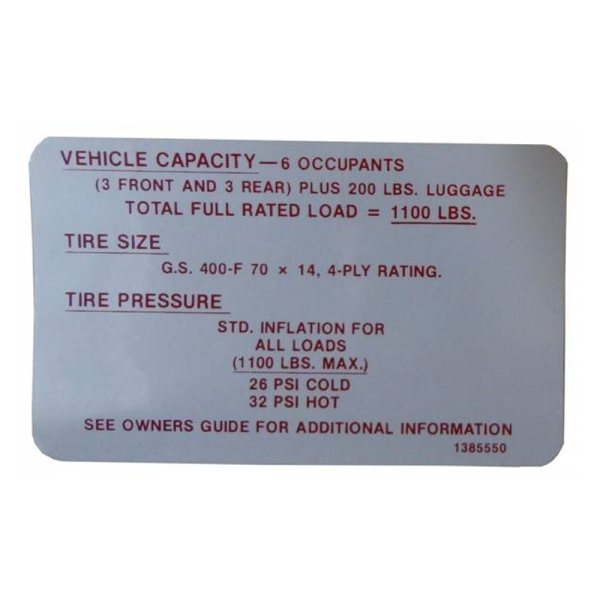 VEHICLE CAPACITY — 6 OCCUPANTS
(3 FRONT AND 3 REAR) PLUS 200 LBS. LUGGAGE
TOTAL FULL RATED LOAD = 1100 LBS.
TIRE SIZE
G.S. 400-F 70 × 14, 4-PLY RATING.
TIRE PRESSURE
STD. INFLATION FOR
ALL LOADS
(1100 LBS. MAX.)
26 PSI COLD
32 PSI HOT
SEE OWNERS GUIDE FOR ADDITIONAL INFORMATION
1385550